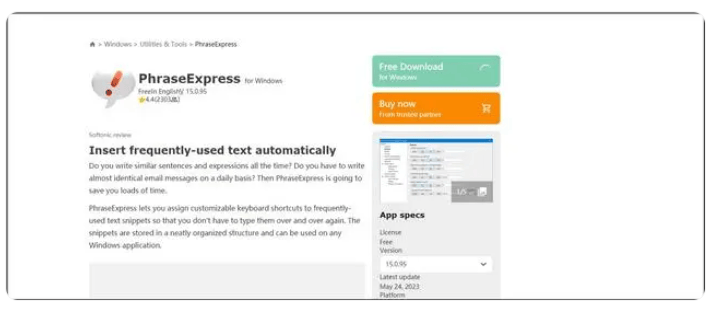 > Windows > Utilities & Tools > PhraseExpress
PhraseExpress for Windows
Free In English 15.0.95
4.4
Softonic review
Insert frequently-used text automatically
Do you write similar sentences and expressions all the time? Do you have to write
almost identical email messages on a daily basis? Then PhraseExpress is going to
save you loads of time.
PhraseExpress lets you assign customizable keyboard shortcuts to frequently-
used text snippets so that you don't have to type them over and over again. The
snippets are stored in a neatly organized structure and can be used on any
Windows application.
Free Download
for Windows
Buy now
From trusted partner
1/5
App specs
License
Free
Version
15.0.95
Latest update
May 24, 2023
Platform